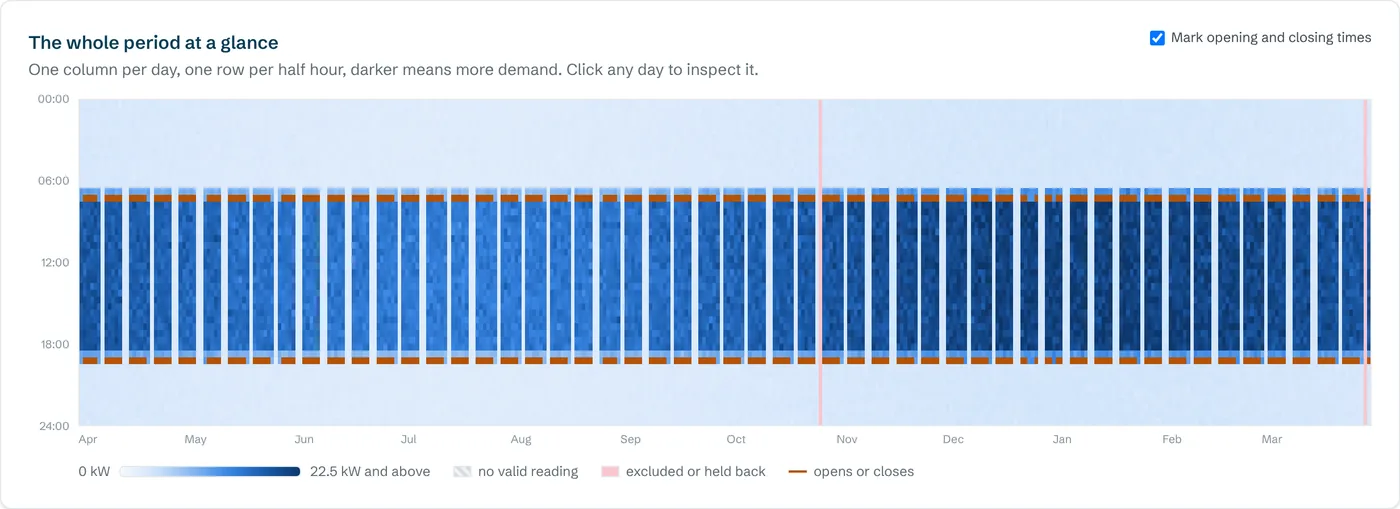 The whole period at a glance
Mark opening and closing times
One column per day, one row per half hour, darker means more demand. Click any day to inspect it.
00:00
06:00
12:00
18:00
24:00
Apr May Jun Jul Aug Sep Oct Nov Dec Jan Feb Mar
0 kW 22.5 kW and above no valid reading excluded or held back opens or closes